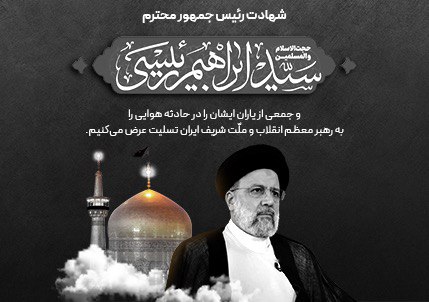 شهادت رئیس جمهور محترم
حجت‌الاسلام
والمسلمین
سیّد ابراهیم رئیسی
و جمعی از یاران ایشان را در حادثه هوایی را
به رهبر معظم انقلاب و ملّت شریف ایران تسلیت عرض می‌کنیم.